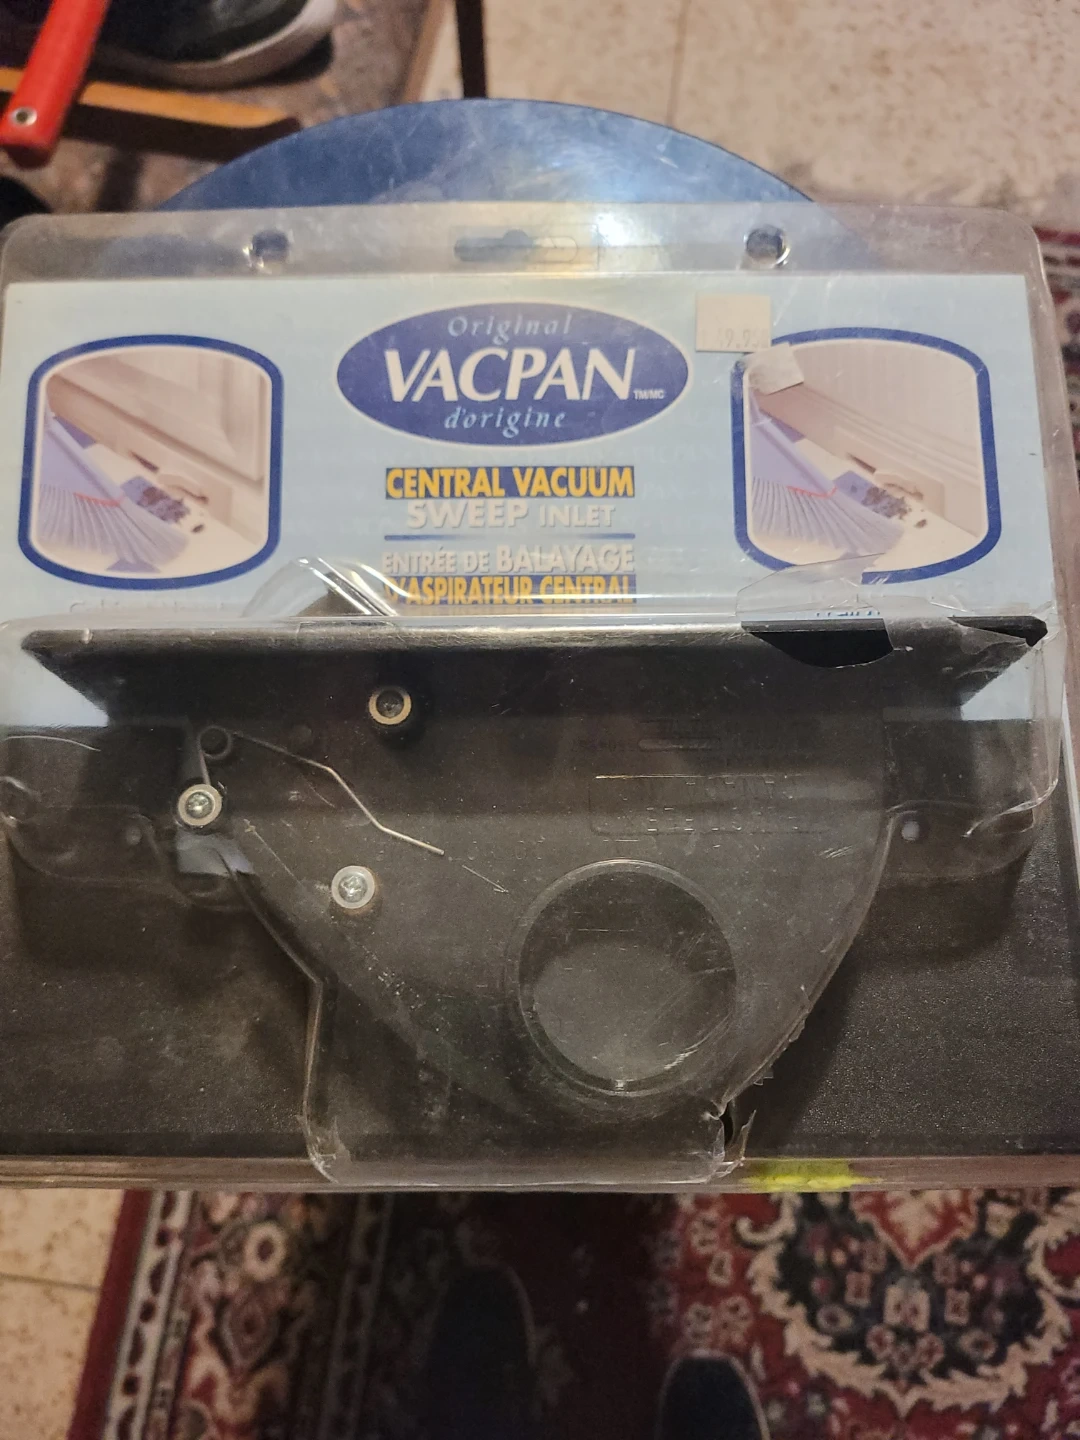 Original
VACPAN TM/MC
d'origine
CENTRAL VACUUM
SWEEP INLET
ENTRÉE DE BALAYAGE
D'ASPIRATEUR CENTRAL